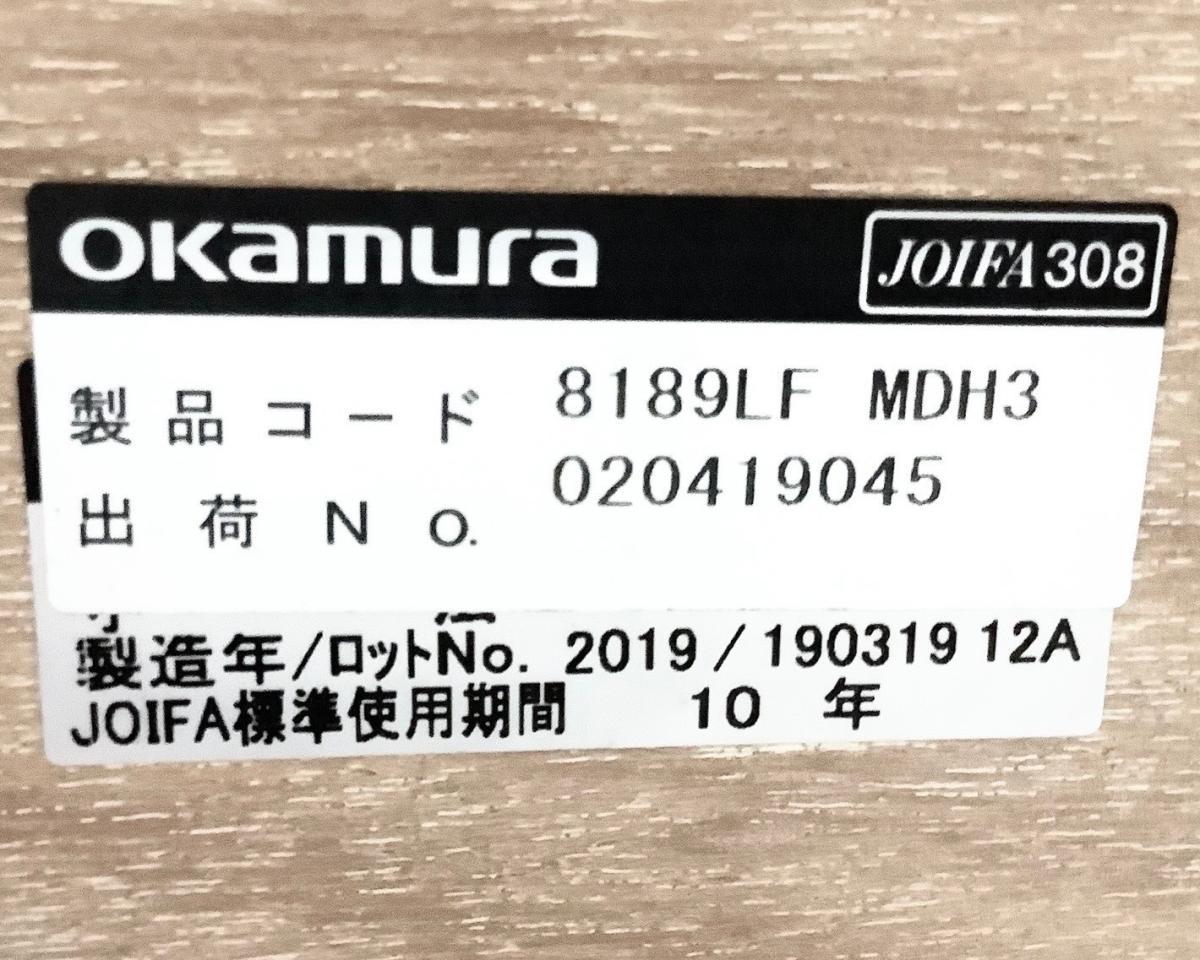 okamura
JOIFA308
製品コード 8189LF MDH3
出荷No. 020419045
製造年/ロットNo. 2019/190319 12A
JOIFA標準使用期間 10 年